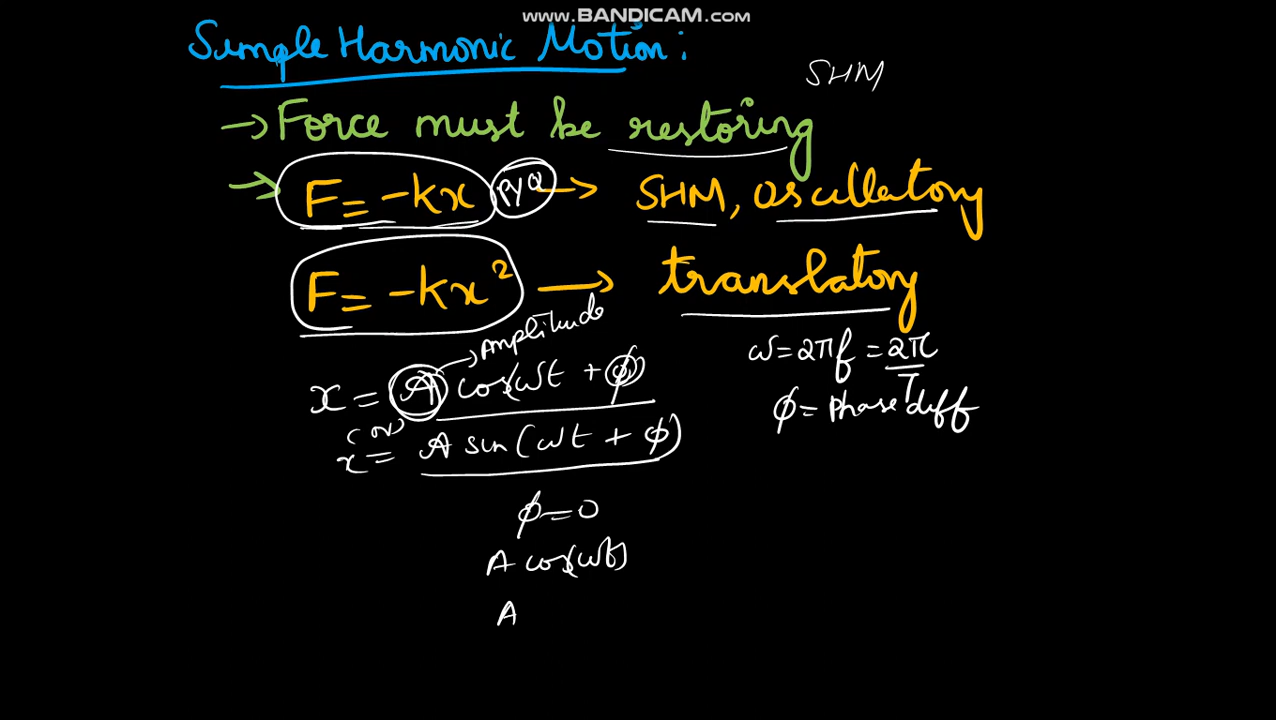 www.BANDICAM.com
Simple Harmonic Motion:
SHM
→ Force must be restoring
→ F = -kx PYQ → SHM, oscillatory
F = -kx² → translatory
→ Amplitude
x = A cos(ωt + ϕ)
ω = 2πf = 2π/T
ϕ = phase diff
(or)
x = A sin(ωt + ϕ)
ϕ = 0
A cos(ωt)
A